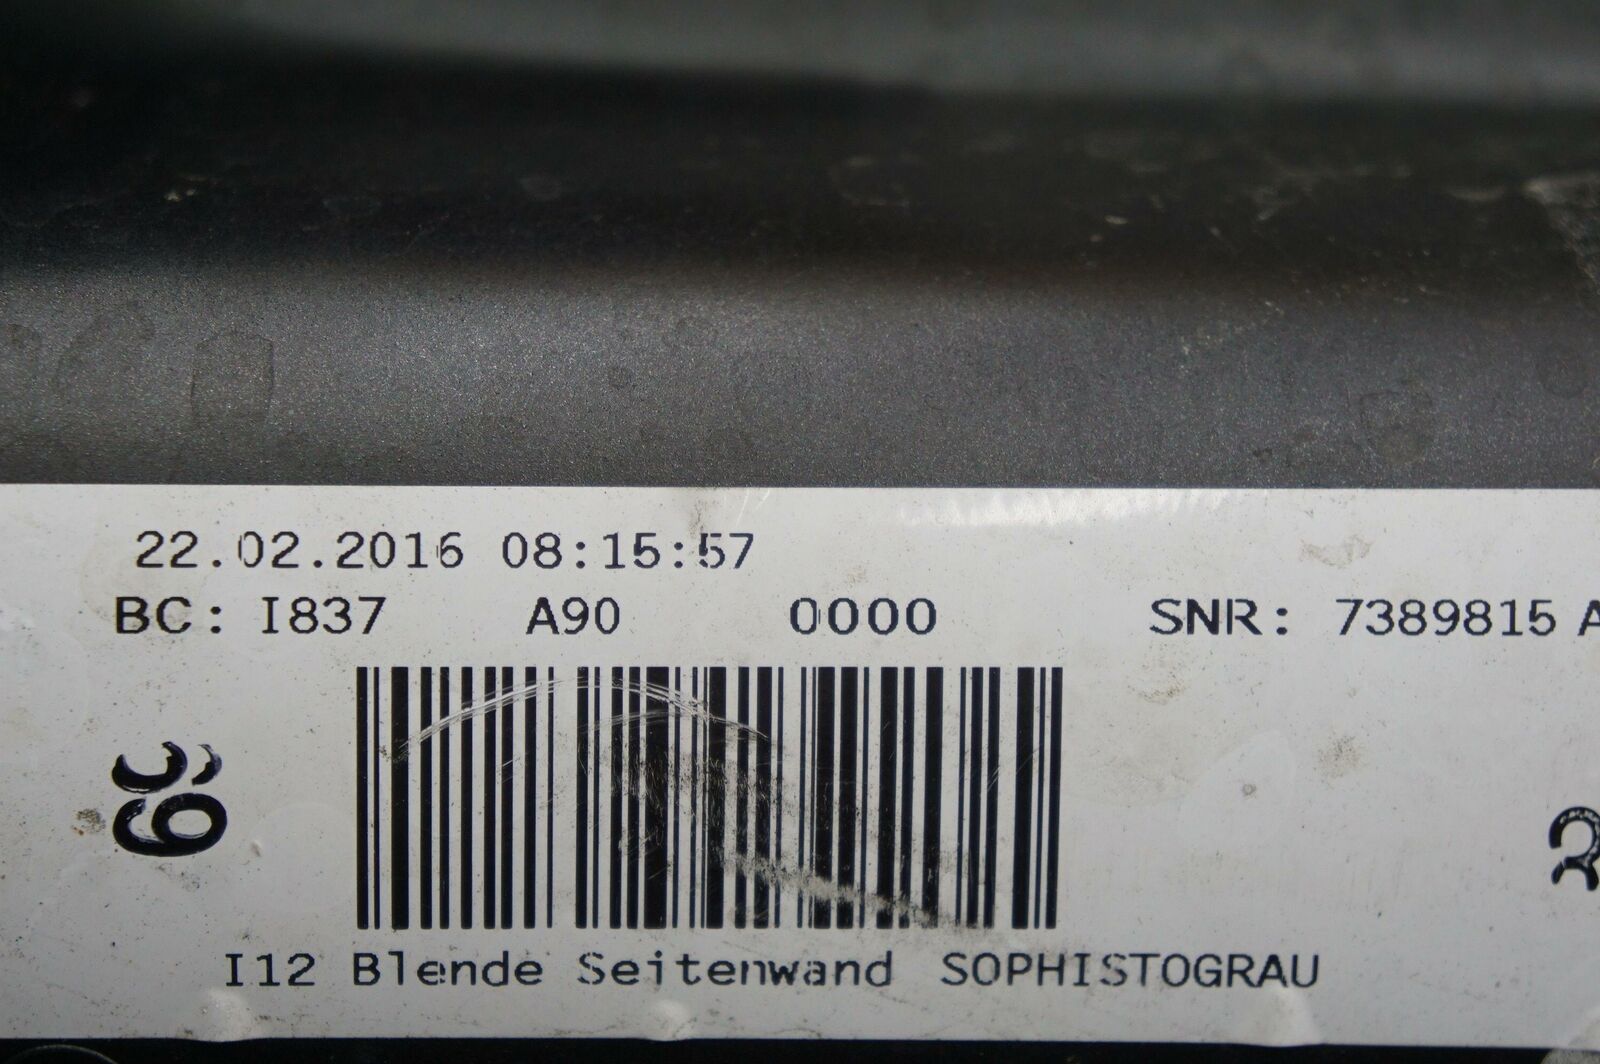 22.02.2016 08:15:57
BC: I837 A90 0000 SNR: 7389815 A
I12 Blende Seitenwand SOPHISTOGRAU